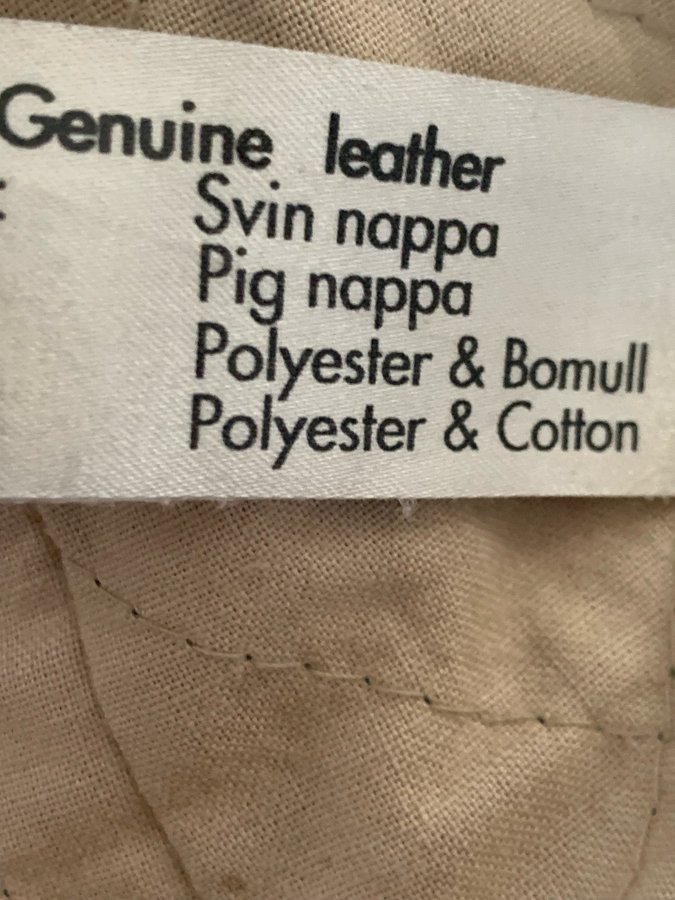 Genuine leather
:
Svin nappa
Pig nappa
Polyester & Bomull
Polyester & Cotton